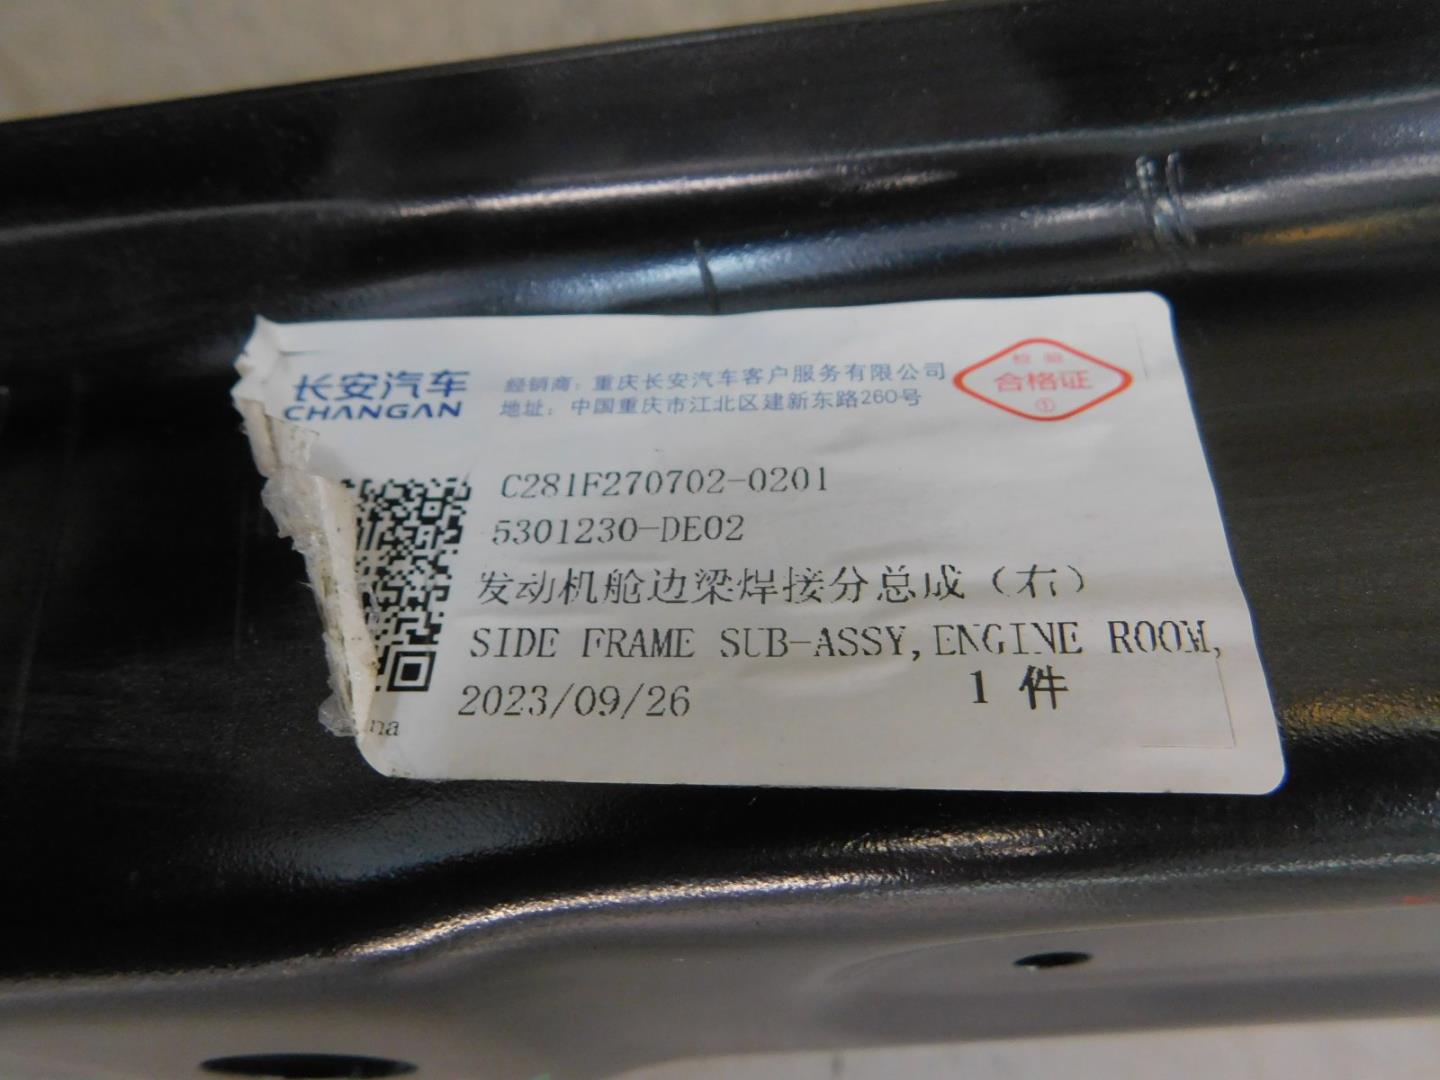 长安汽车
CHANGAN
经销商：重庆长安汽车客户服务有限公司
地址：中国重庆市江北区建新东路260号
检验
合格证
①
C281F270702-0201
5301230-DE02
发动机舱边梁焊接分总成（右）
SIDE FRAME SUB-ASSY,ENGINE ROOM,
2023/09/26
1 件
na